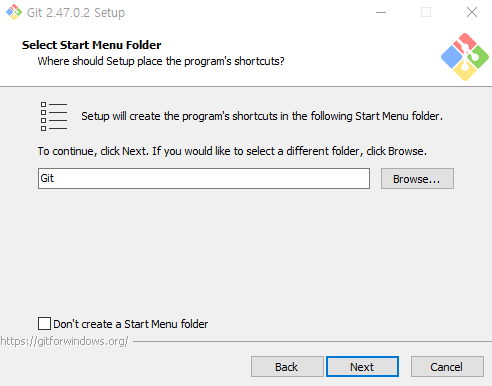 Git 2.47.0.2 Setup
Select Start Menu Folder
Where should Setup place the program's shortcuts?
Setup will create the program's shortcuts in the following Start Menu folder.
To continue, click Next. If you would like to select a different folder, click Browse.
Git
Browse...
Don't create a Start Menu folder
https://gitforwindows.org/
Back
Next
Cancel